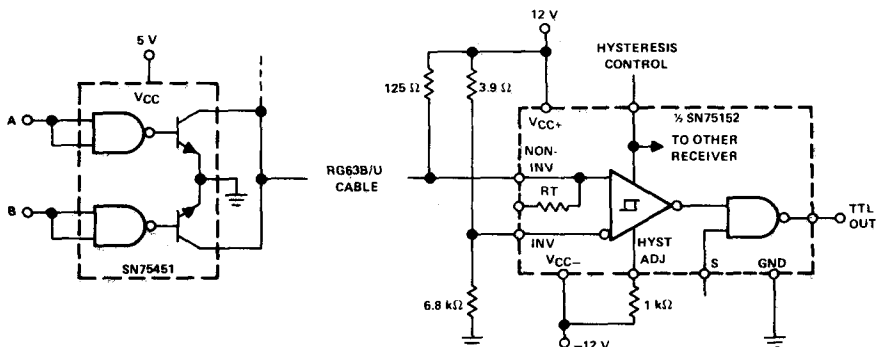 5 V
VCC
A
B
SN75451
RG63B/U
CABLE
12 V
125 Ω
3.9 Ω
HYSTERESIS
CONTROL
VCC+
½ SN75152
TO OTHER
RECEIVER
NON-
INV
RT
INV
HYST
ADJ
VCC−
S
GND
TTL
OUT
6.8 kΩ
1 kΩ
−12 V